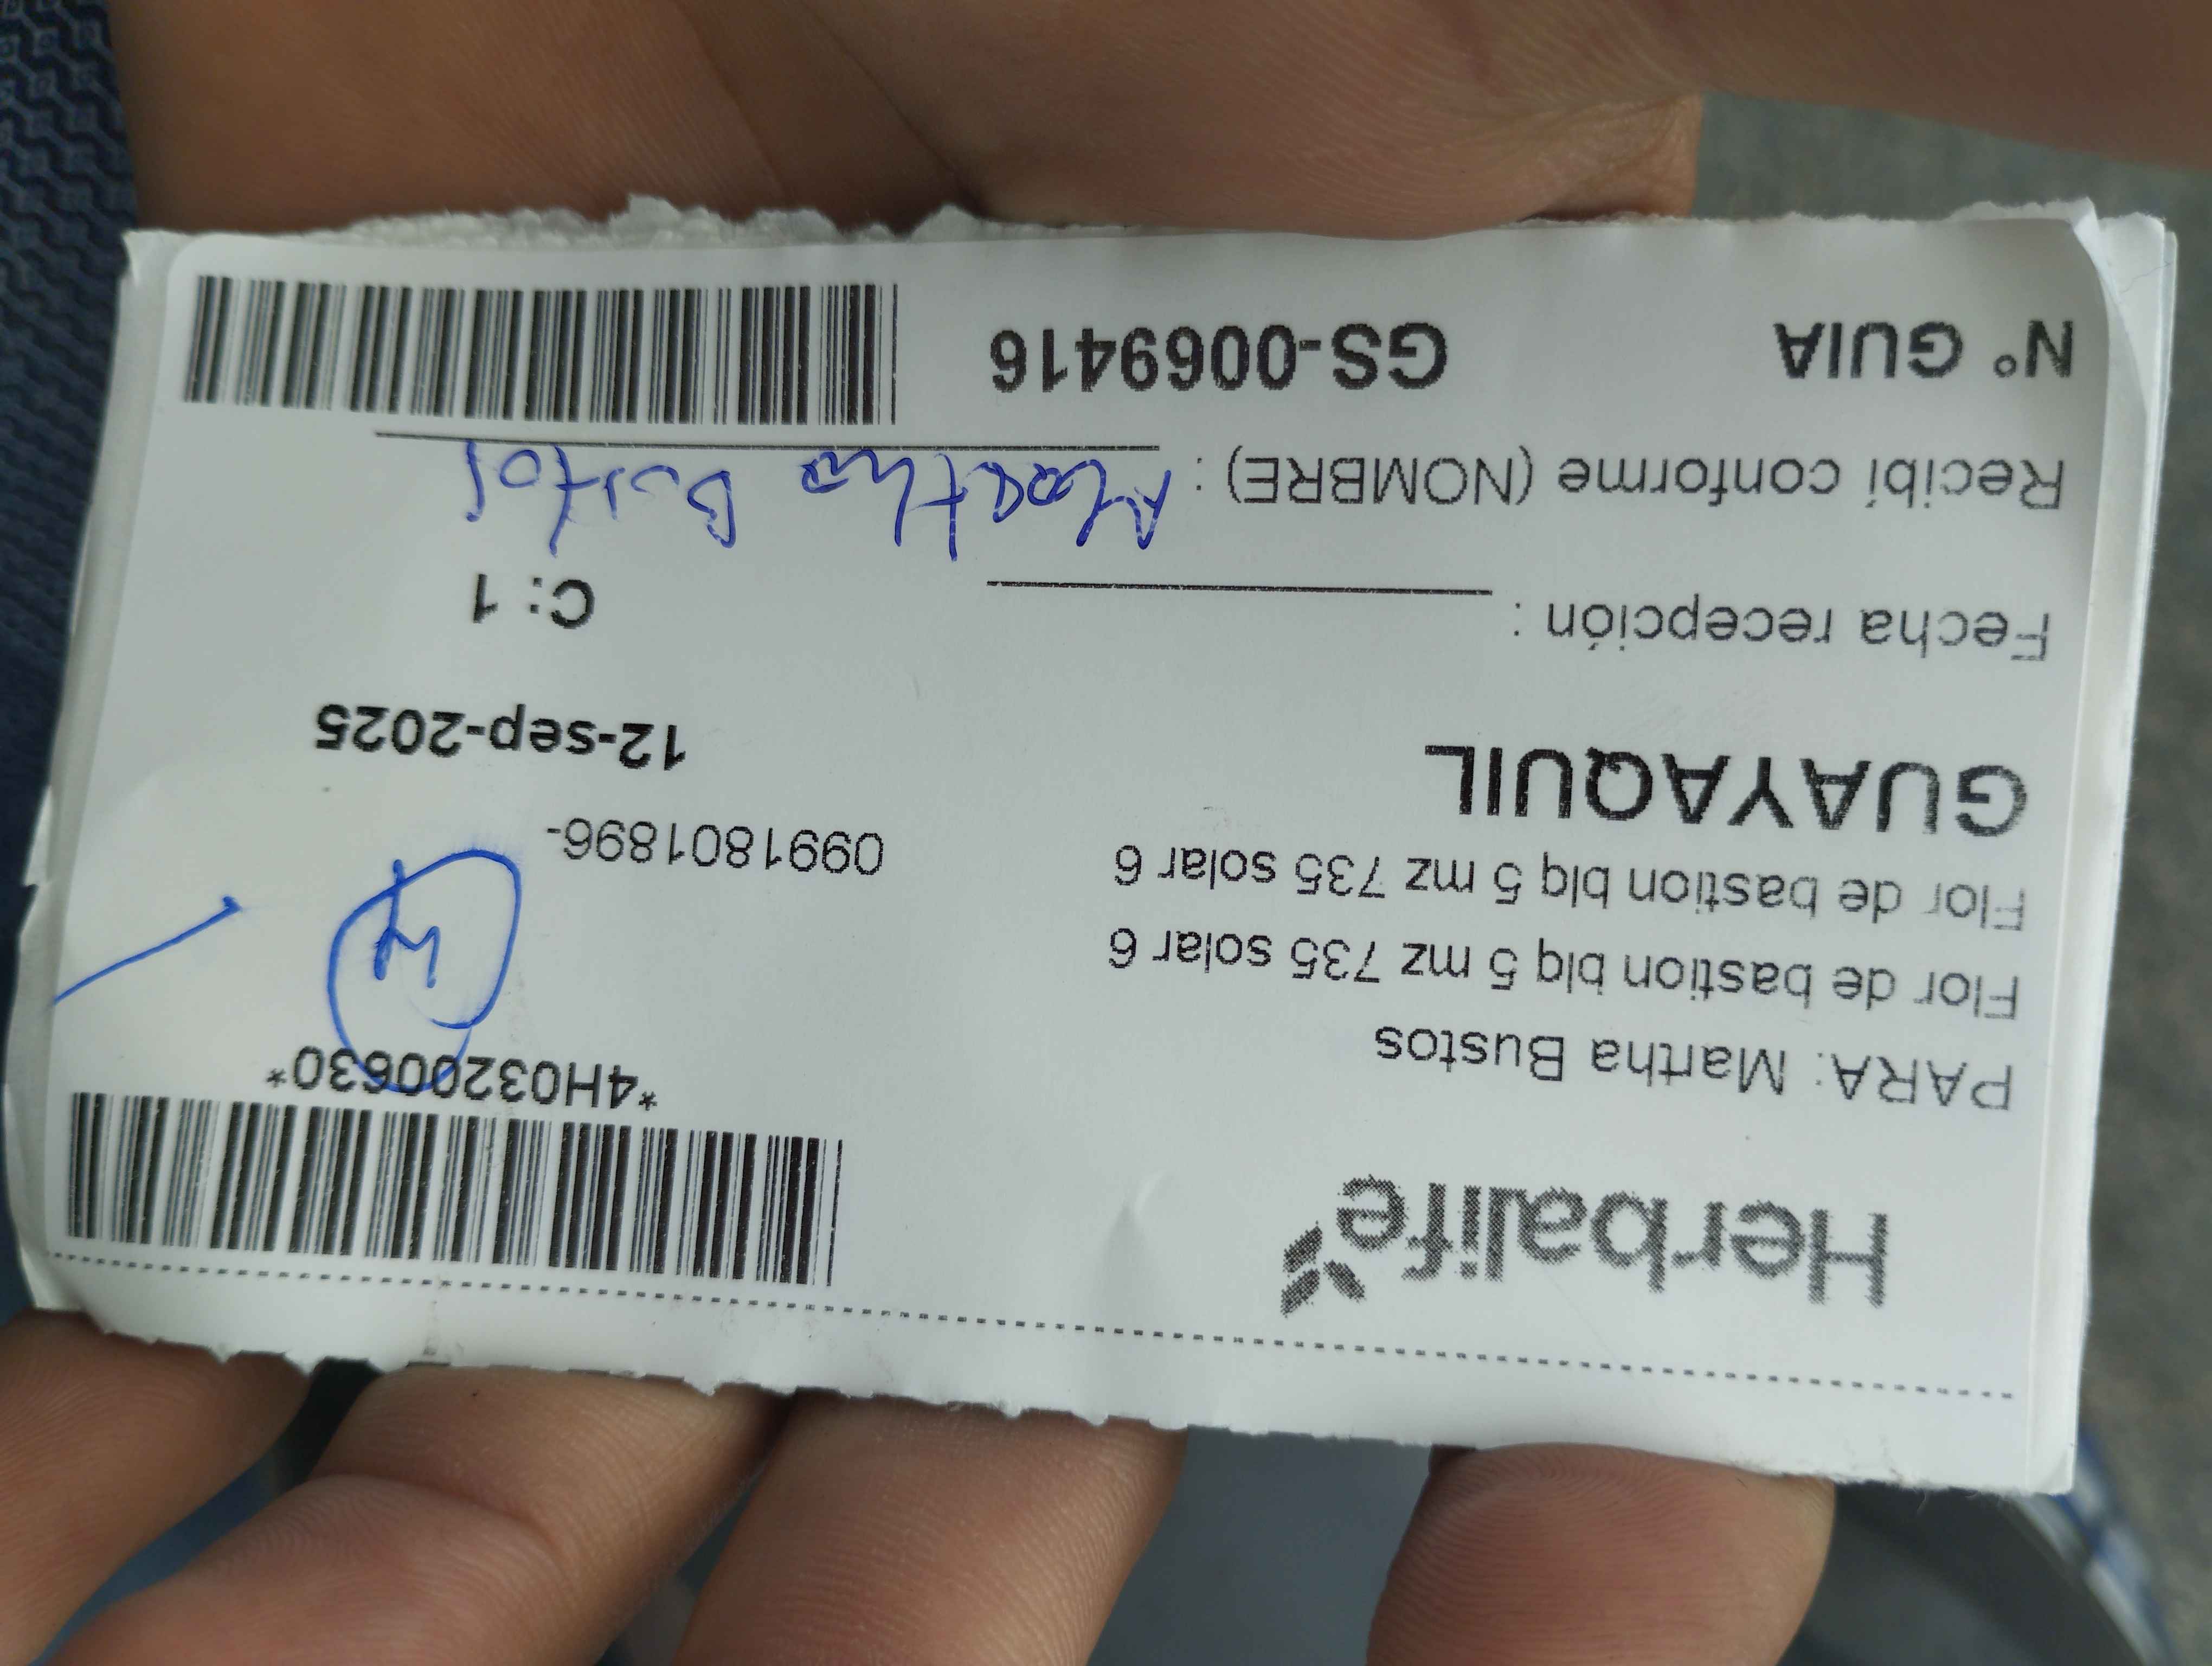 Herbalife
*4H03200630*
PARA: Martha Bustos
Flor de bastion blq 5 mz 735 solar 6
Flor de bastion blq 5 mz 735 solar 6
0991801896-
GUAYAQUIL
12-sep-2025
Fecha recepción :
C: 1
Recibí conforme (NOMBRE) : Martha Bustos
N° GUIA GS-0069416